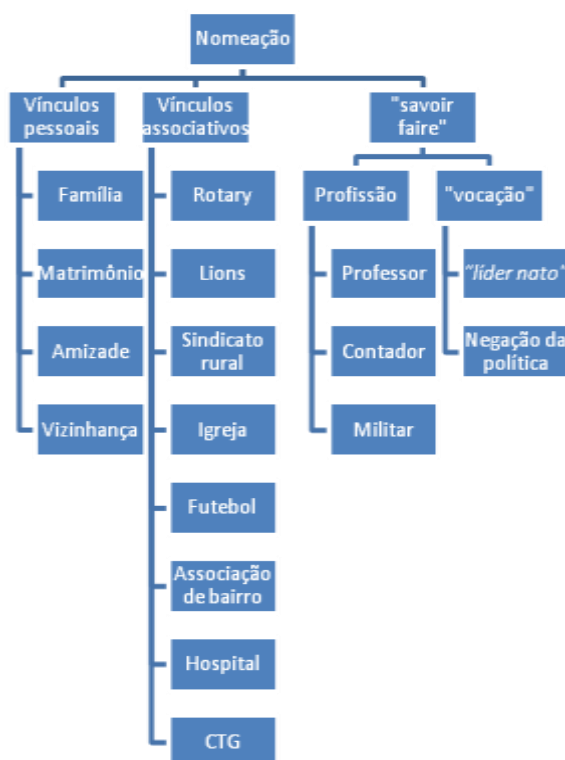 Nomeação
Vínculos
pessoais
Vínculos
associativos
"savoir
faire"
Família
Matrimônio
Amizade
Vizinhança
Rotary
Lions
Sindicato
rural
Igreja
Futebol
Associação
de bairro
Hospital
CTG
Profissão
"vocação"
Professor
Contador
Militar
"líder nato"
Negação da
política